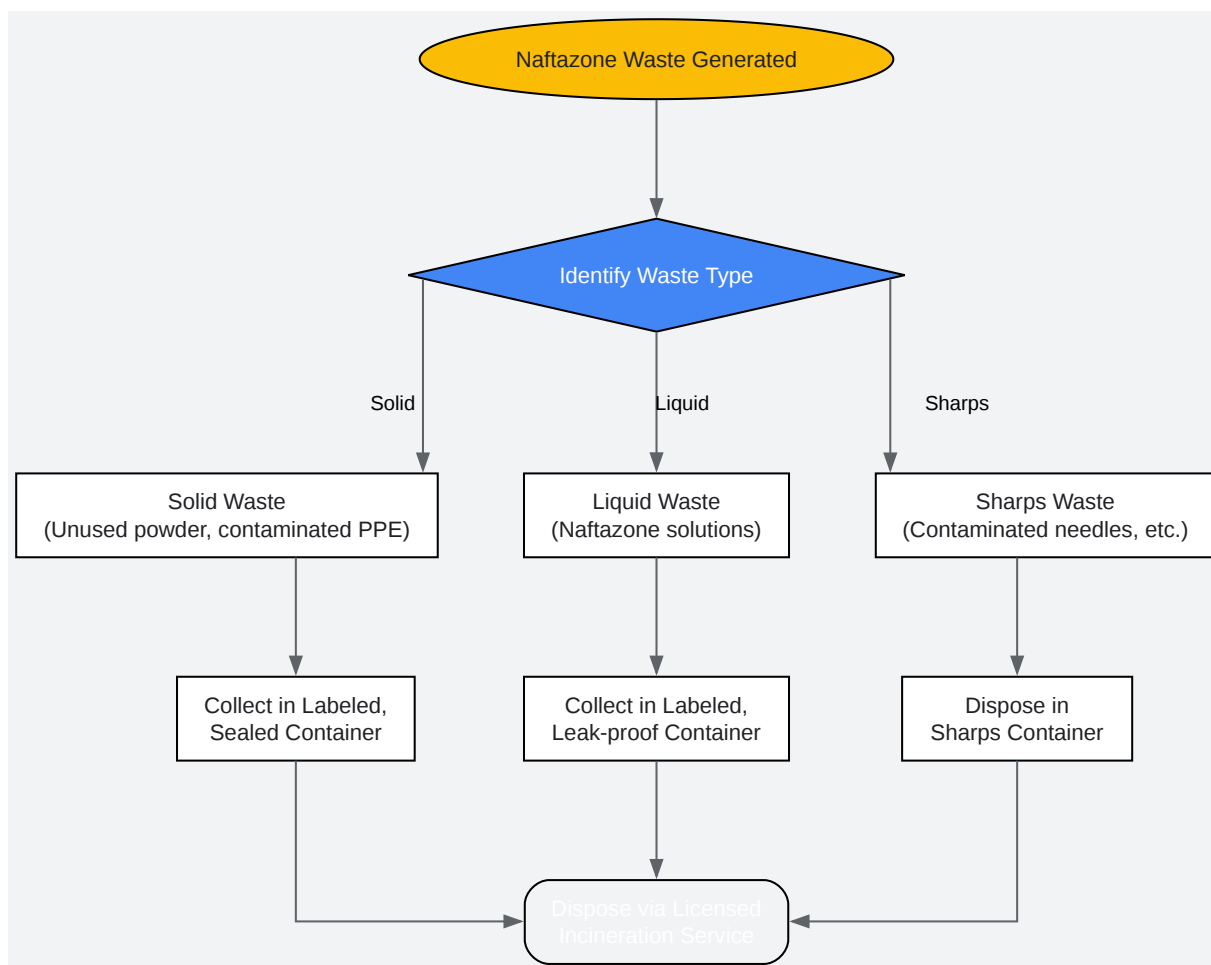 Naftazone Waste Generated
Identify Waste Type
Solid
Liquid
Sharps
Solid Waste
(Unused powder, contaminated PPE)
Liquid Waste
(Naftazone solutions)
Sharps Waste
(Contaminated needles, etc.)
Collect in Labeled,
Sealed Container
Collect in Labeled,
Leak-proof Container
Dispose in
Sharps Container
Dispose via Licensed
Incineration Service